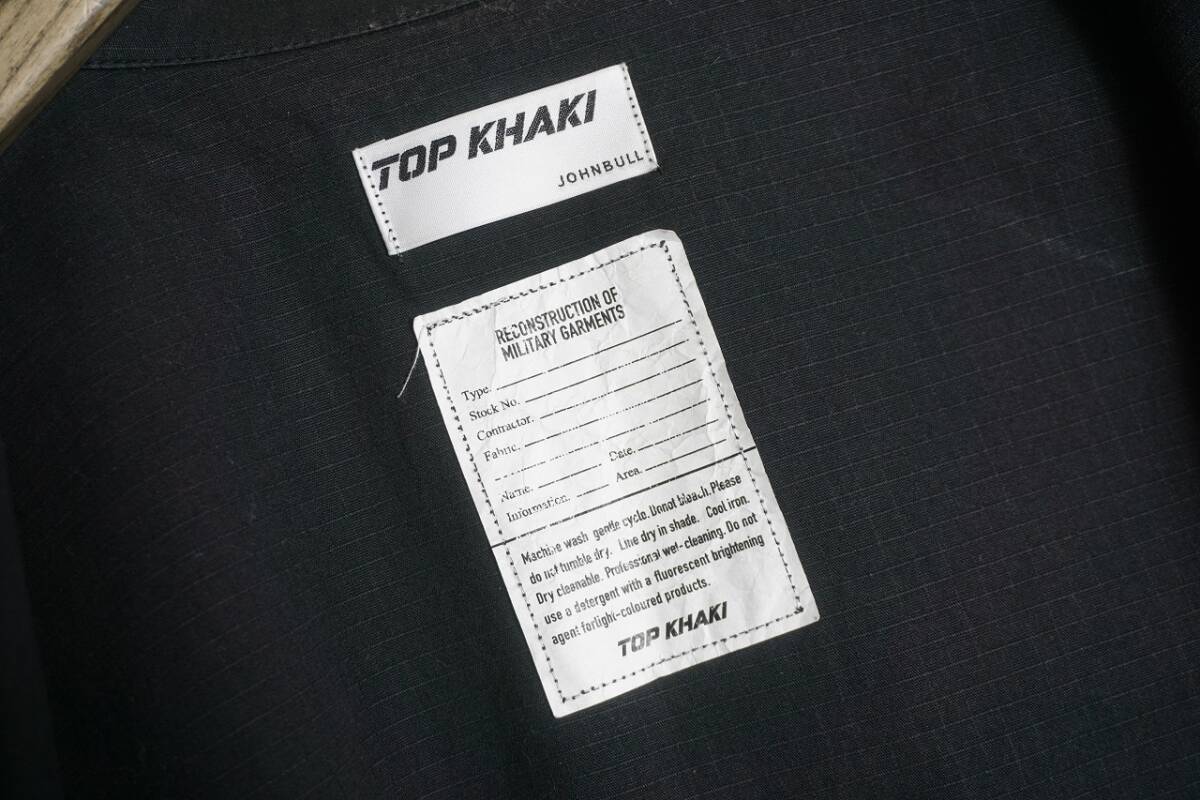 TOP KHAKI
JOHNBULL
RECONSTRUCTION OF
MILITARY GARMENTS
Type.
Stock No.
Contractor.
Fabric.
Date.
Name.
Area.
Information.
Machine wash gentle cycle. Donot bleach. Please
do not tumble dry. Line dry in shade. Cool iron.
Dry cleanable. Professional wet-cleaning. Do not
use a detergent with a fluorescent brightening
agent forlight-coloured products.
TOP KHAKI